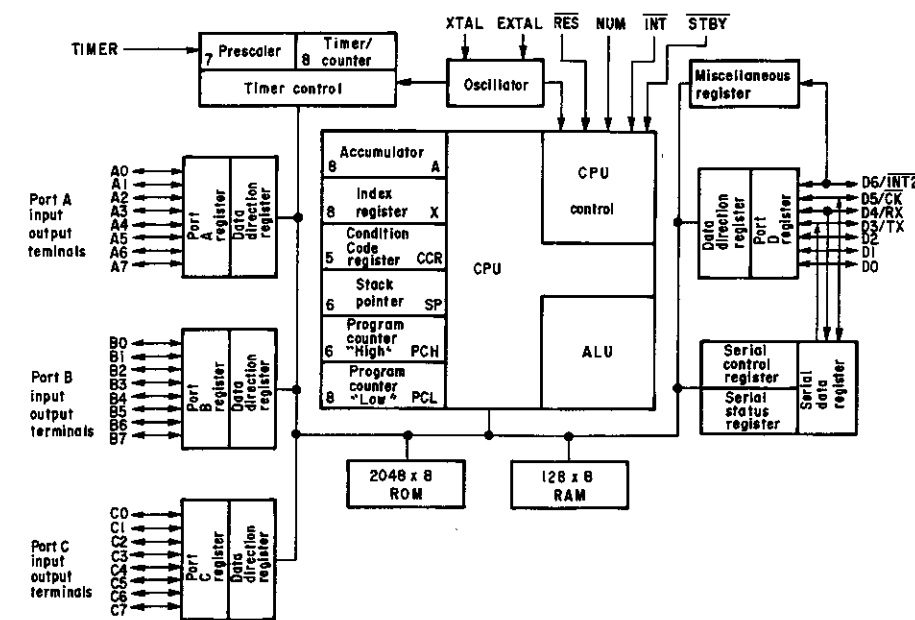 XTAL EXTAL RES NUM INT STBY
TIMER
7 Prescaler
8 Timer/
counter
Timer control
Oscillator
Miscellaneous
register
8 Accumulator A
8 Index
register X
5 Condition
Code
register CCR
6 Stack
pointer SP
6 Program
counter
"High" PCH
8 Program
counter
"Low" PCL
CPU
CPU
control
ALU
Port A
input
output
teminals
A0
A1
A2
A3
A4
A5
A6
A7
Port
A
register
Data
direction
register
Port B
input
output
terminals
B0
B1
B2
B3
B4
B5
B6
B7
Port
B
register
Data
direction
register
Port C
input
output
terminals
C0
C1
C2
C3
C4
C5
C6
C7
Port
C
register
Data
direction
register
Data
direction
register
Port
D
register
D6/INT2
D5/CK
D4/RX
D3/TX
D2
D1
D0
Serial
control
register
Serial
status
register
Serial
data
register
2048 x 8
ROM
128 x 8
RAM